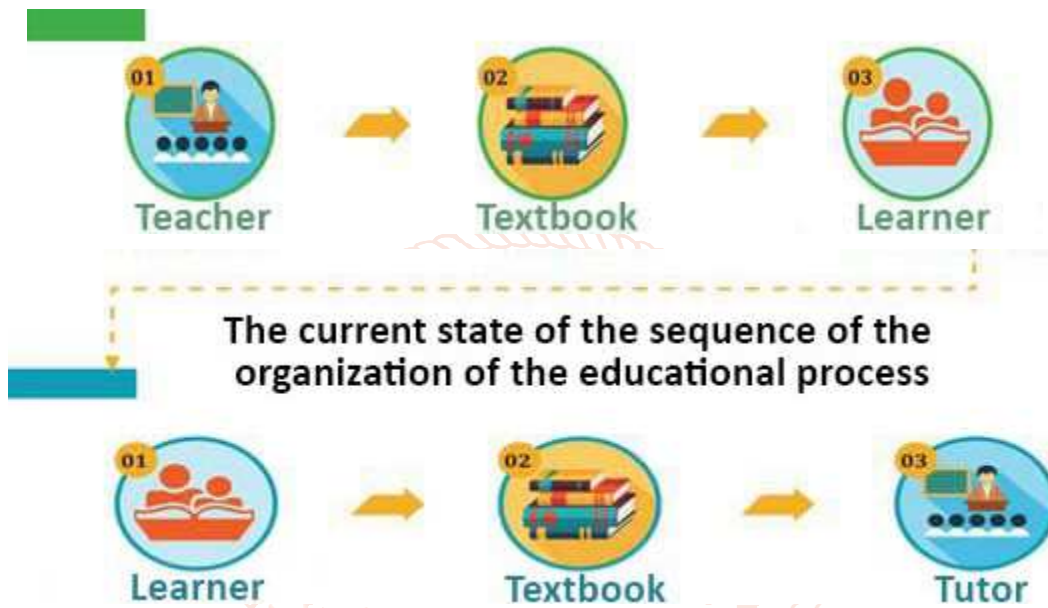 01
02
03
Teacher
Textbook
Learner
The current state of the sequence of the
organization of the educational process
01
02
03
Learner
Textbook
Tutor